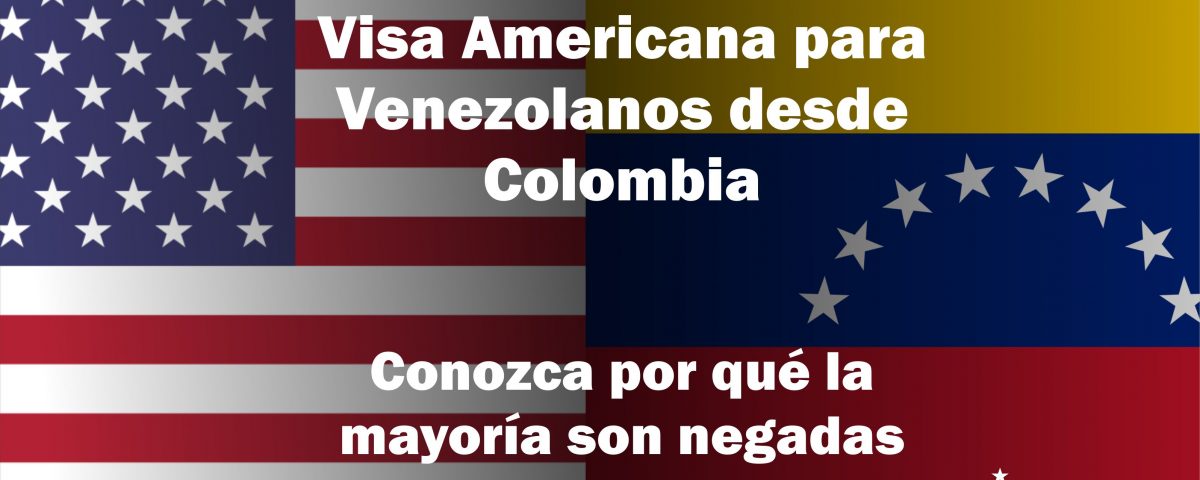 Visa Americana para
Venezolanos desde
Colombia
Conozca por qué la
mayoría son negadas